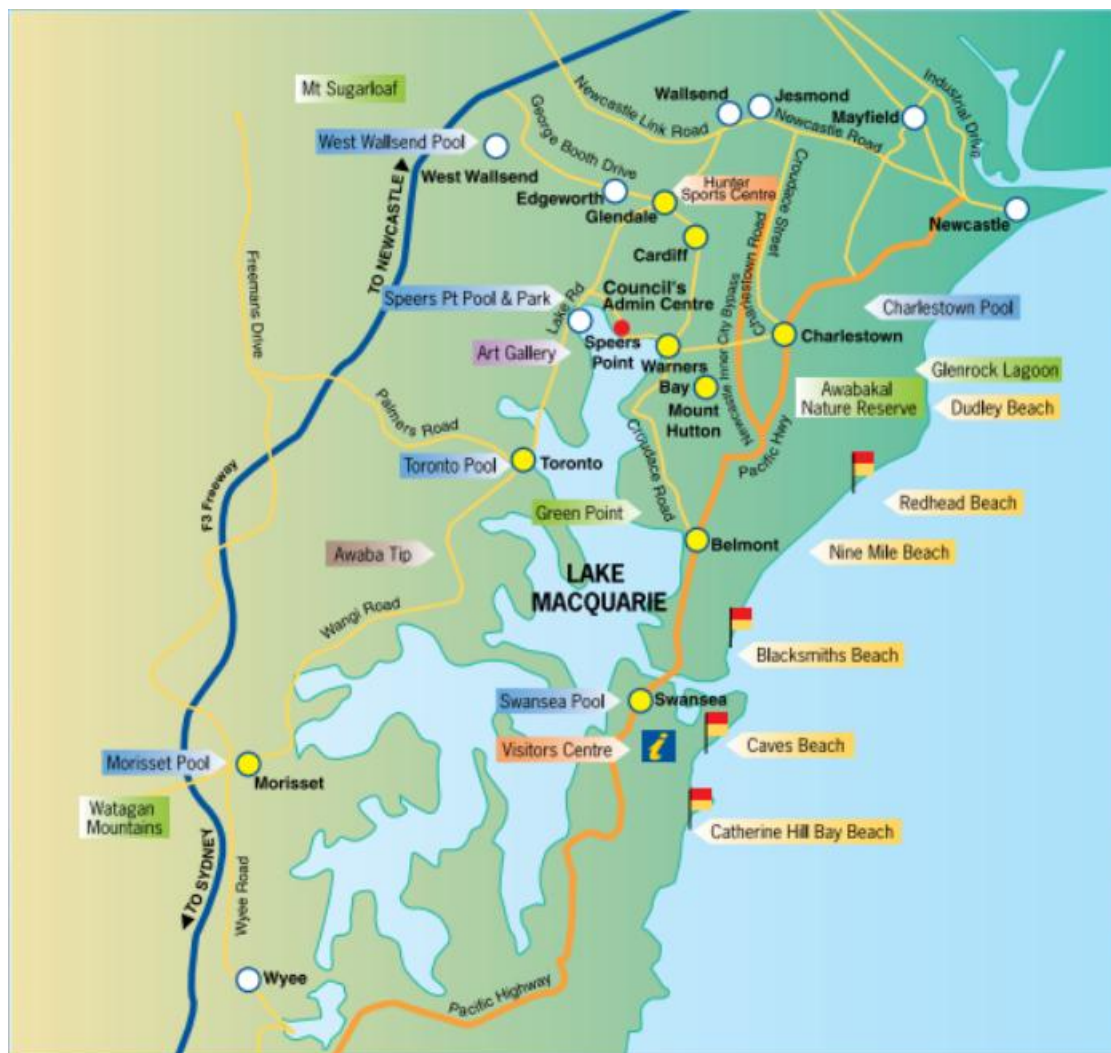 Mt Sugarloaf
Newcastle Link Road
Wallsend
Jesmond
Newcastle Road
Mayfield
Industrial Drive
West Wallsend Pool
West Wallsend
George Booth Drive
Edgeworth
Glendale
Hunter
Sports Centre
Croudace Street
Newcastle
Cardiff
TO NEWCASTLE
Freemans Drive
Speers Pt Pool & Park
Lake Rd
Council's
Admin Centre
Speers
Point
Warners
Bay
Charlestown Road
Newcastle Inner City Bypass
Charlestown
Charlestown Pool
Art Gallery
Mount
Hutton
Glenrock Lagoon
Awabakal
Nature Reserve
Dudley Beach
Palmers Road
Croudace Road
Pacific Hwy
Toronto Pool
Toronto
Redhead Beach
F3 Freeway
Green Point
Belmont
Nine Mile Beach
Awaba Tip
LAKE
MACQUARIE
Wangi Road
Blacksmiths Beach
Swansea Pool
Swansea
Visitors Centre
i
Caves Beach
Morisset Pool
Morisset
Watagan
Mountains
Catherine Hill Bay Beach
TO SYDNEY
Wyee Road
Wyee
Pacific Highway